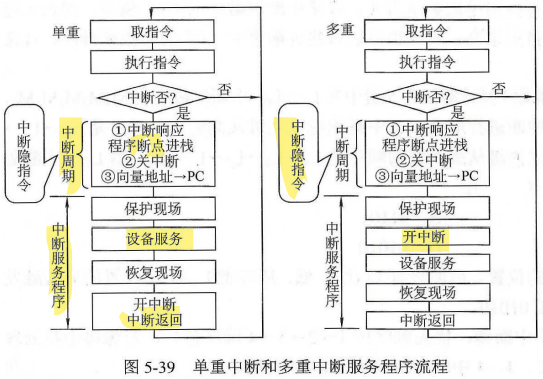 单重
取指令
执行指令
中断否?
否
是
中断隐指令
中断周期
①中断响应
程序断点进栈
②关中断
③向量地址→PC
中断服务程序
保护现场
设备服务
恢复现场
开中断
中断返回
多重
取指令
执行指令
中断否?
否
是
中断隐指令
中断周期
①中断响应
程序断点进栈
②关中断
③向量地址→PC
中断服务程序
保护现场
开中断
设备服务
恢复现场
中断返回
图 5-39 单重中断和多重中断服务程序流程